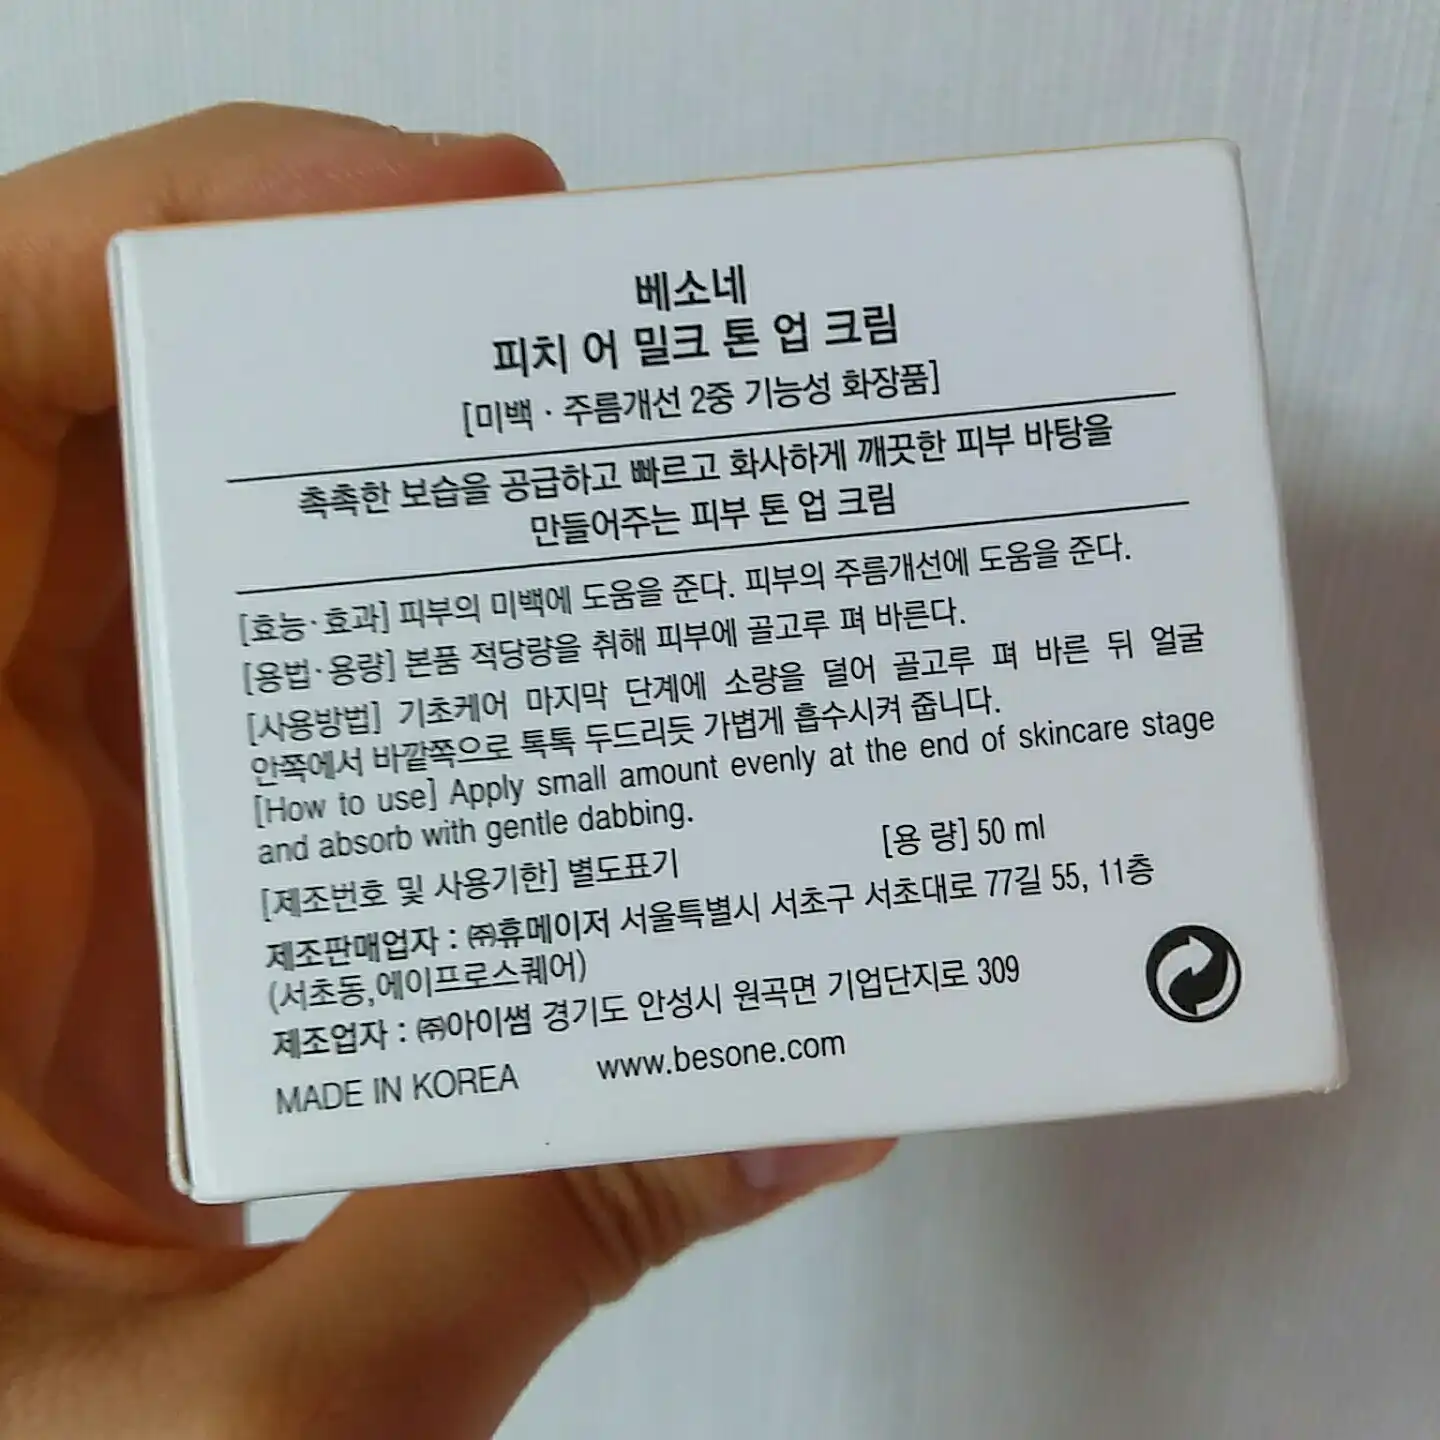 베소네
피치 어 밀크 톤 업 크림
[미백 · 주름개선 2중 기능성 화장품]
촉촉한 보습을 공급하고 빠르고 화사하게 깨끗한 피부 바탕을
만들어주는 피부 톤 업 크림
[효능·효과] 피부의 미백에 도움을 준다. 피부의 주름개선에 도움을 준다.
[용법·용량] 본품 적당량을 취해 피부에 골고루 펴 바른다.
[사용방법] 기초케어 마지막 단계에 소량을 덜어 골고루 펴 바른 뒤 얼굴
안쪽에서 바깥쪽으로 톡톡 두드리듯 가볍게 흡수시켜 줍니다.
[How to use] Apply small amount evenly at the end of skincare stage
and absorb with gentle dabbing.
[제조번호 및 사용기한] 별도표기 [용 량] 50 ml
제조판매업자 : ㈜휴메이저 서울특별시 서초구 서초대로 77길 55, 11층
(서초동,에이프로스퀘어)
제조업자 : ㈜아이썸 경기도 안성시 원곡면 기업단지로 309
MADE IN KOREA www.besone.com